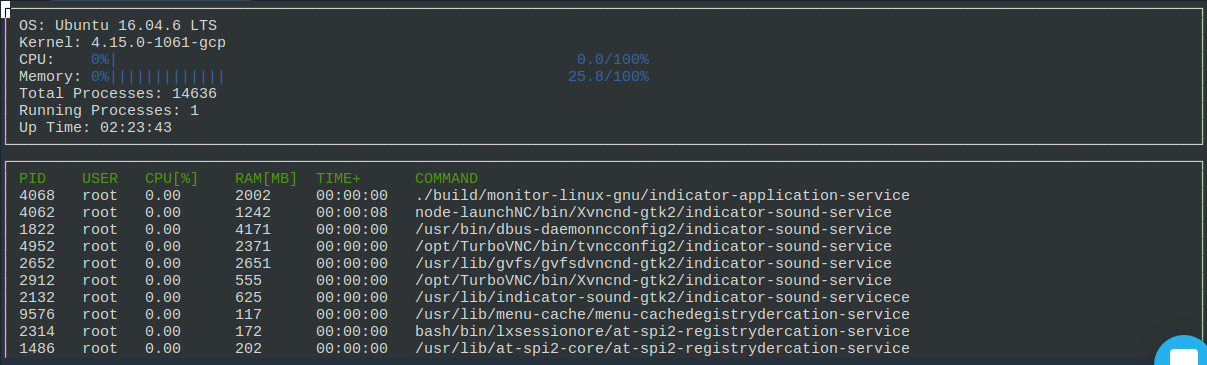 OS: Ubuntu 16.04.6 LTS
Kernel: 4.15.0-1061-gcp
CPU: 0%| 0.0/100%
Memory: 0%||||||||||||| 25.8/100%
Total Processes: 14636
Running Processes: 1
Up Time: 02:23:43
PID USER CPU[%] RAM[MB] TIME+ COMMAND
4068 root 0.00 2002 00:00:00 ./build/monitor-linux-gnu/indicator-application-service
4062 root 0.00 1242 00:00:08 node-launchNC/bin/Xvncnd-gtk2/indicator-sound-service
1822 root 0.00 4171 00:00:00 /usr/bin/dbus-daemonncconfig2/indicator-sound-service
4952 root 0.00 2371 00:00:00 /opt/TurboVNC/bin/tvncconfig2/indicator-sound-service
2652 root 0.00 2651 00:00:00 /usr/lib/gvfs/gvfsdvncnd-gtk2/indicator-sound-service
2912 root 0.00 555 00:00:00 /opt/TurboVNC/bin/Xvncnd-gtk2/indicator-sound-service
2132 root 0.00 625 00:00:00 /usr/lib/indicator-sound-gtk2/indicator-sound-servicece
9576 root 0.00 117 00:00:00 /usr/lib/menu-cache/menu-cachedegistrydercation-service
2314 root 0.00 172 00:00:00 bash/bin/lxsessionore/at-spi2-registrydercation-service
1486 root 0.00 202 00:00:00 /usr/lib/at-spi2-core/at-spi2-registrydercation-service